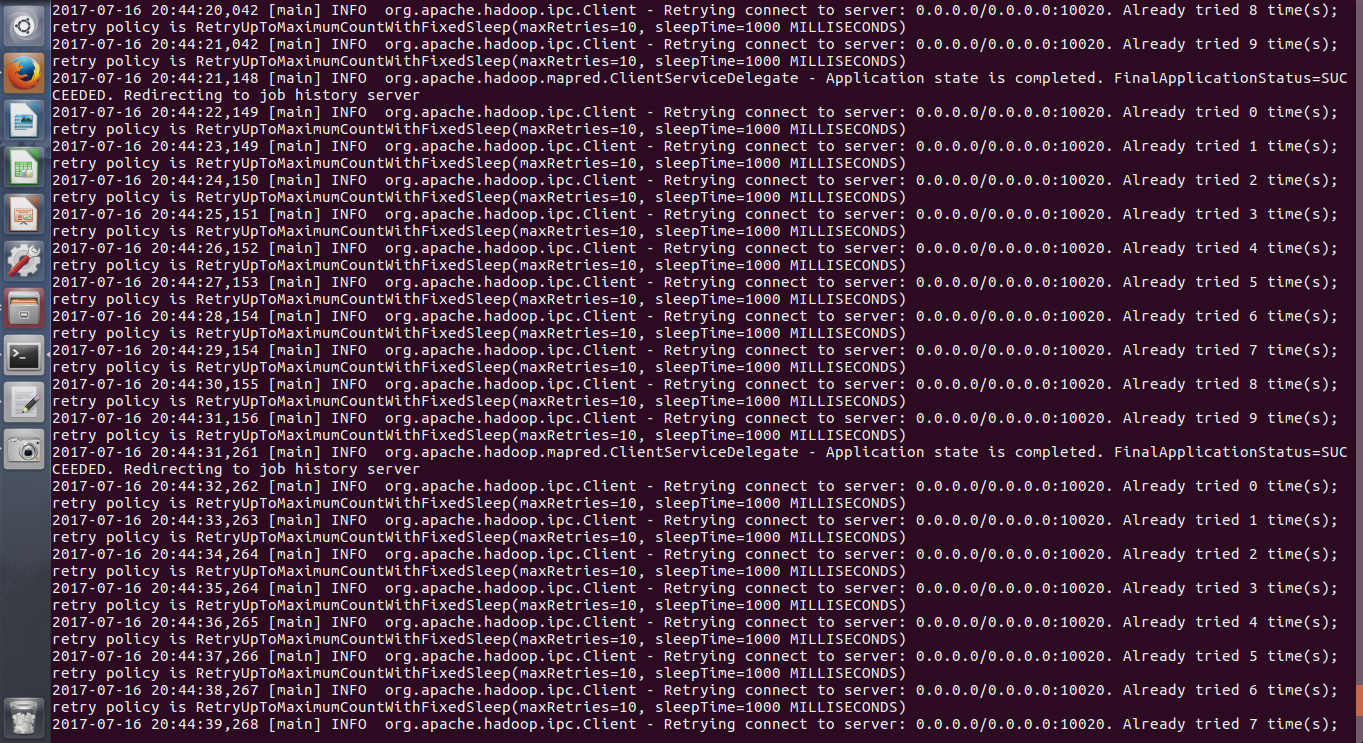 2017-07-16 20:44:20,042 [main] INFO  org.apache.hadoop.ipc.Client - Retrying connect to server: 0.0.0.0/0.0.0.0:10020. Already tried 8 time(s);
retry policy is RetryUpToMaximumCountWithFixedSleep(maxRetries=10, sleepTime=1000 MILLISECONDS)
2017-07-16 20:44:21,042 [main] INFO  org.apache.hadoop.ipc.Client - Retrying connect to server: 0.0.0.0/0.0.0.0:10020. Already tried 9 time(s);
retry policy is RetryUpToMaximumCountWithFixedSleep(maxRetries=10, sleepTime=1000 MILLISECONDS)
2017-07-16 20:44:21,148 [main] INFO  org.apache.hadoop.mapred.ClientServiceDelegate - Application state is completed. FinalApplicationStatus=SUC
CEEDED. Redirecting to job history server
2017-07-16 20:44:22,149 [main] INFO  org.apache.hadoop.ipc.Client - Retrying connect to server: 0.0.0.0/0.0.0.0:10020. Already tried 0 time(s);
retry policy is RetryUpToMaximumCountWithFixedSleep(maxRetries=10, sleepTime=1000 MILLISECONDS)
2017-07-16 20:44:23,149 [main] INFO  org.apache.hadoop.ipc.Client - Retrying connect to server: 0.0.0.0/0.0.0.0:10020. Already tried 1 time(s);
retry policy is RetryUpToMaximumCountWithFixedSleep(maxRetries=10, sleepTime=1000 MILLISECONDS)
2017-07-16 20:44:24,150 [main] INFO  org.apache.hadoop.ipc.Client - Retrying connect to server: 0.0.0.0/0.0.0.0:10020. Already tried 2 time(s);
retry policy is RetryUpToMaximumCountWithFixedSleep(maxRetries=10, sleepTime=1000 MILLISECONDS)
2017-07-16 20:44:25,151 [main] INFO  org.apache.hadoop.ipc.Client - Retrying connect to server: 0.0.0.0/0.0.0.0:10020. Already tried 3 time(s);
retry policy is RetryUpToMaximumCountWithFixedSleep(maxRetries=10, sleepTime=1000 MILLISECONDS)
2017-07-16 20:44:26,152 [main] INFO  org.apache.hadoop.ipc.Client - Retrying connect to server: 0.0.0.0/0.0.0.0:10020. Already tried 4 time(s);
retry policy is RetryUpToMaximumCountWithFixedSleep(maxRetries=10, sleepTime=1000 MILLISECONDS)
2017-07-16 20:44:27,153 [main] INFO  org.apache.hadoop.ipc.Client - Retrying connect to server: 0.0.0.0/0.0.0.0:10020. Already tried 5 time(s);
retry policy is RetryUpToMaximumCountWithFixedSleep(maxRetries=10, sleepTime=1000 MILLISECONDS)
2017-07-16 20:44:28,154 [main] INFO  org.apache.hadoop.ipc.Client - Retrying connect to server: 0.0.0.0/0.0.0.0:10020. Already tried 6 time(s);
retry policy is RetryUpToMaximumCountWithFixedSleep(maxRetries=10, sleepTime=1000 MILLISECONDS)
2017-07-16 20:44:29,154 [main] INFO  org.apache.hadoop.ipc.Client - Retrying connect to server: 0.0.0.0/0.0.0.0:10020. Already tried 7 time(s);
retry policy is RetryUpToMaximumCountWithFixedSleep(maxRetries=10, sleepTime=1000 MILLISECONDS)
2017-07-16 20:44:30,155 [main] INFO  org.apache.hadoop.ipc.Client - Retrying connect to server: 0.0.0.0/0.0.0.0:10020. Already tried 8 time(s);
retry policy is RetryUpToMaximumCountWithFixedSleep(maxRetries=10, sleepTime=1000 MILLISECONDS)
2017-07-16 20:44:31,156 [main] INFO  org.apache.hadoop.ipc.Client - Retrying connect to server: 0.0.0.0/0.0.0.0:10020. Already tried 9 time(s);
retry policy is RetryUpToMaximumCountWithFixedSleep(maxRetries=10, sleepTime=1000 MILLISECONDS)
2017-07-16 20:44:31,261 [main] INFO  org.apache.hadoop.mapred.ClientServiceDelegate - Application state is completed. FinalApplicationStatus=SUC
CEEDED. Redirecting to job history server
2017-07-16 20:44:32,262 [main] INFO  org.apache.hadoop.ipc.Client - Retrying connect to server: 0.0.0.0/0.0.0.0:10020. Already tried 0 time(s);
retry policy is RetryUpToMaximumCountWithFixedSleep(maxRetries=10, sleepTime=1000 MILLISECONDS)
2017-07-16 20:44:33,263 [main] INFO  org.apache.hadoop.ipc.Client - Retrying connect to server: 0.0.0.0/0.0.0.0:10020. Already tried 1 time(s);
retry policy is RetryUpToMaximumCountWithFixedSleep(maxRetries=10, sleepTime=1000 MILLISECONDS)
2017-07-16 20:44:34,264 [main] INFO  org.apache.hadoop.ipc.Client - Retrying connect to server: 0.0.0.0/0.0.0.0:10020. Already tried 2 time(s);
retry policy is RetryUpToMaximumCountWithFixedSleep(maxRetries=10, sleepTime=1000 MILLISECONDS)
2017-07-16 20:44:35,264 [main] INFO  org.apache.hadoop.ipc.Client - Retrying connect to server: 0.0.0.0/0.0.0.0:10020. Already tried 3 time(s);
retry policy is RetryUpToMaximumCountWithFixedSleep(maxRetries=10, sleepTime=1000 MILLISECONDS)
2017-07-16 20:44:36,265 [main] INFO  org.apache.hadoop.ipc.Client - Retrying connect to server: 0.0.0.0/0.0.0.0:10020. Already tried 4 time(s);
retry policy is RetryUpToMaximumCountWithFixedSleep(maxRetries=10, sleepTime=1000 MILLISECONDS)
2017-07-16 20:44:37,266 [main] INFO  org.apache.hadoop.ipc.Client - Retrying connect to server: 0.0.0.0/0.0.0.0:10020. Already tried 5 time(s);
retry policy is RetryUpToMaximumCountWithFixedSleep(maxRetries=10, sleepTime=1000 MILLISECONDS)
2017-07-16 20:44:38,267 [main] INFO  org.apache.hadoop.ipc.Client - Retrying connect to server: 0.0.0.0/0.0.0.0:10020. Already tried 6 time(s);
retry policy is RetryUpToMaximumCountWithFixedSleep(maxRetries=10, sleepTime=1000 MILLISECONDS)
2017-07-16 20:44:39,268 [main] INFO  org.apache.hadoop.ipc.Client - Retrying connect to server: 0.0.0.0/0.0.0.0:10020. Already tried 7 time(s);